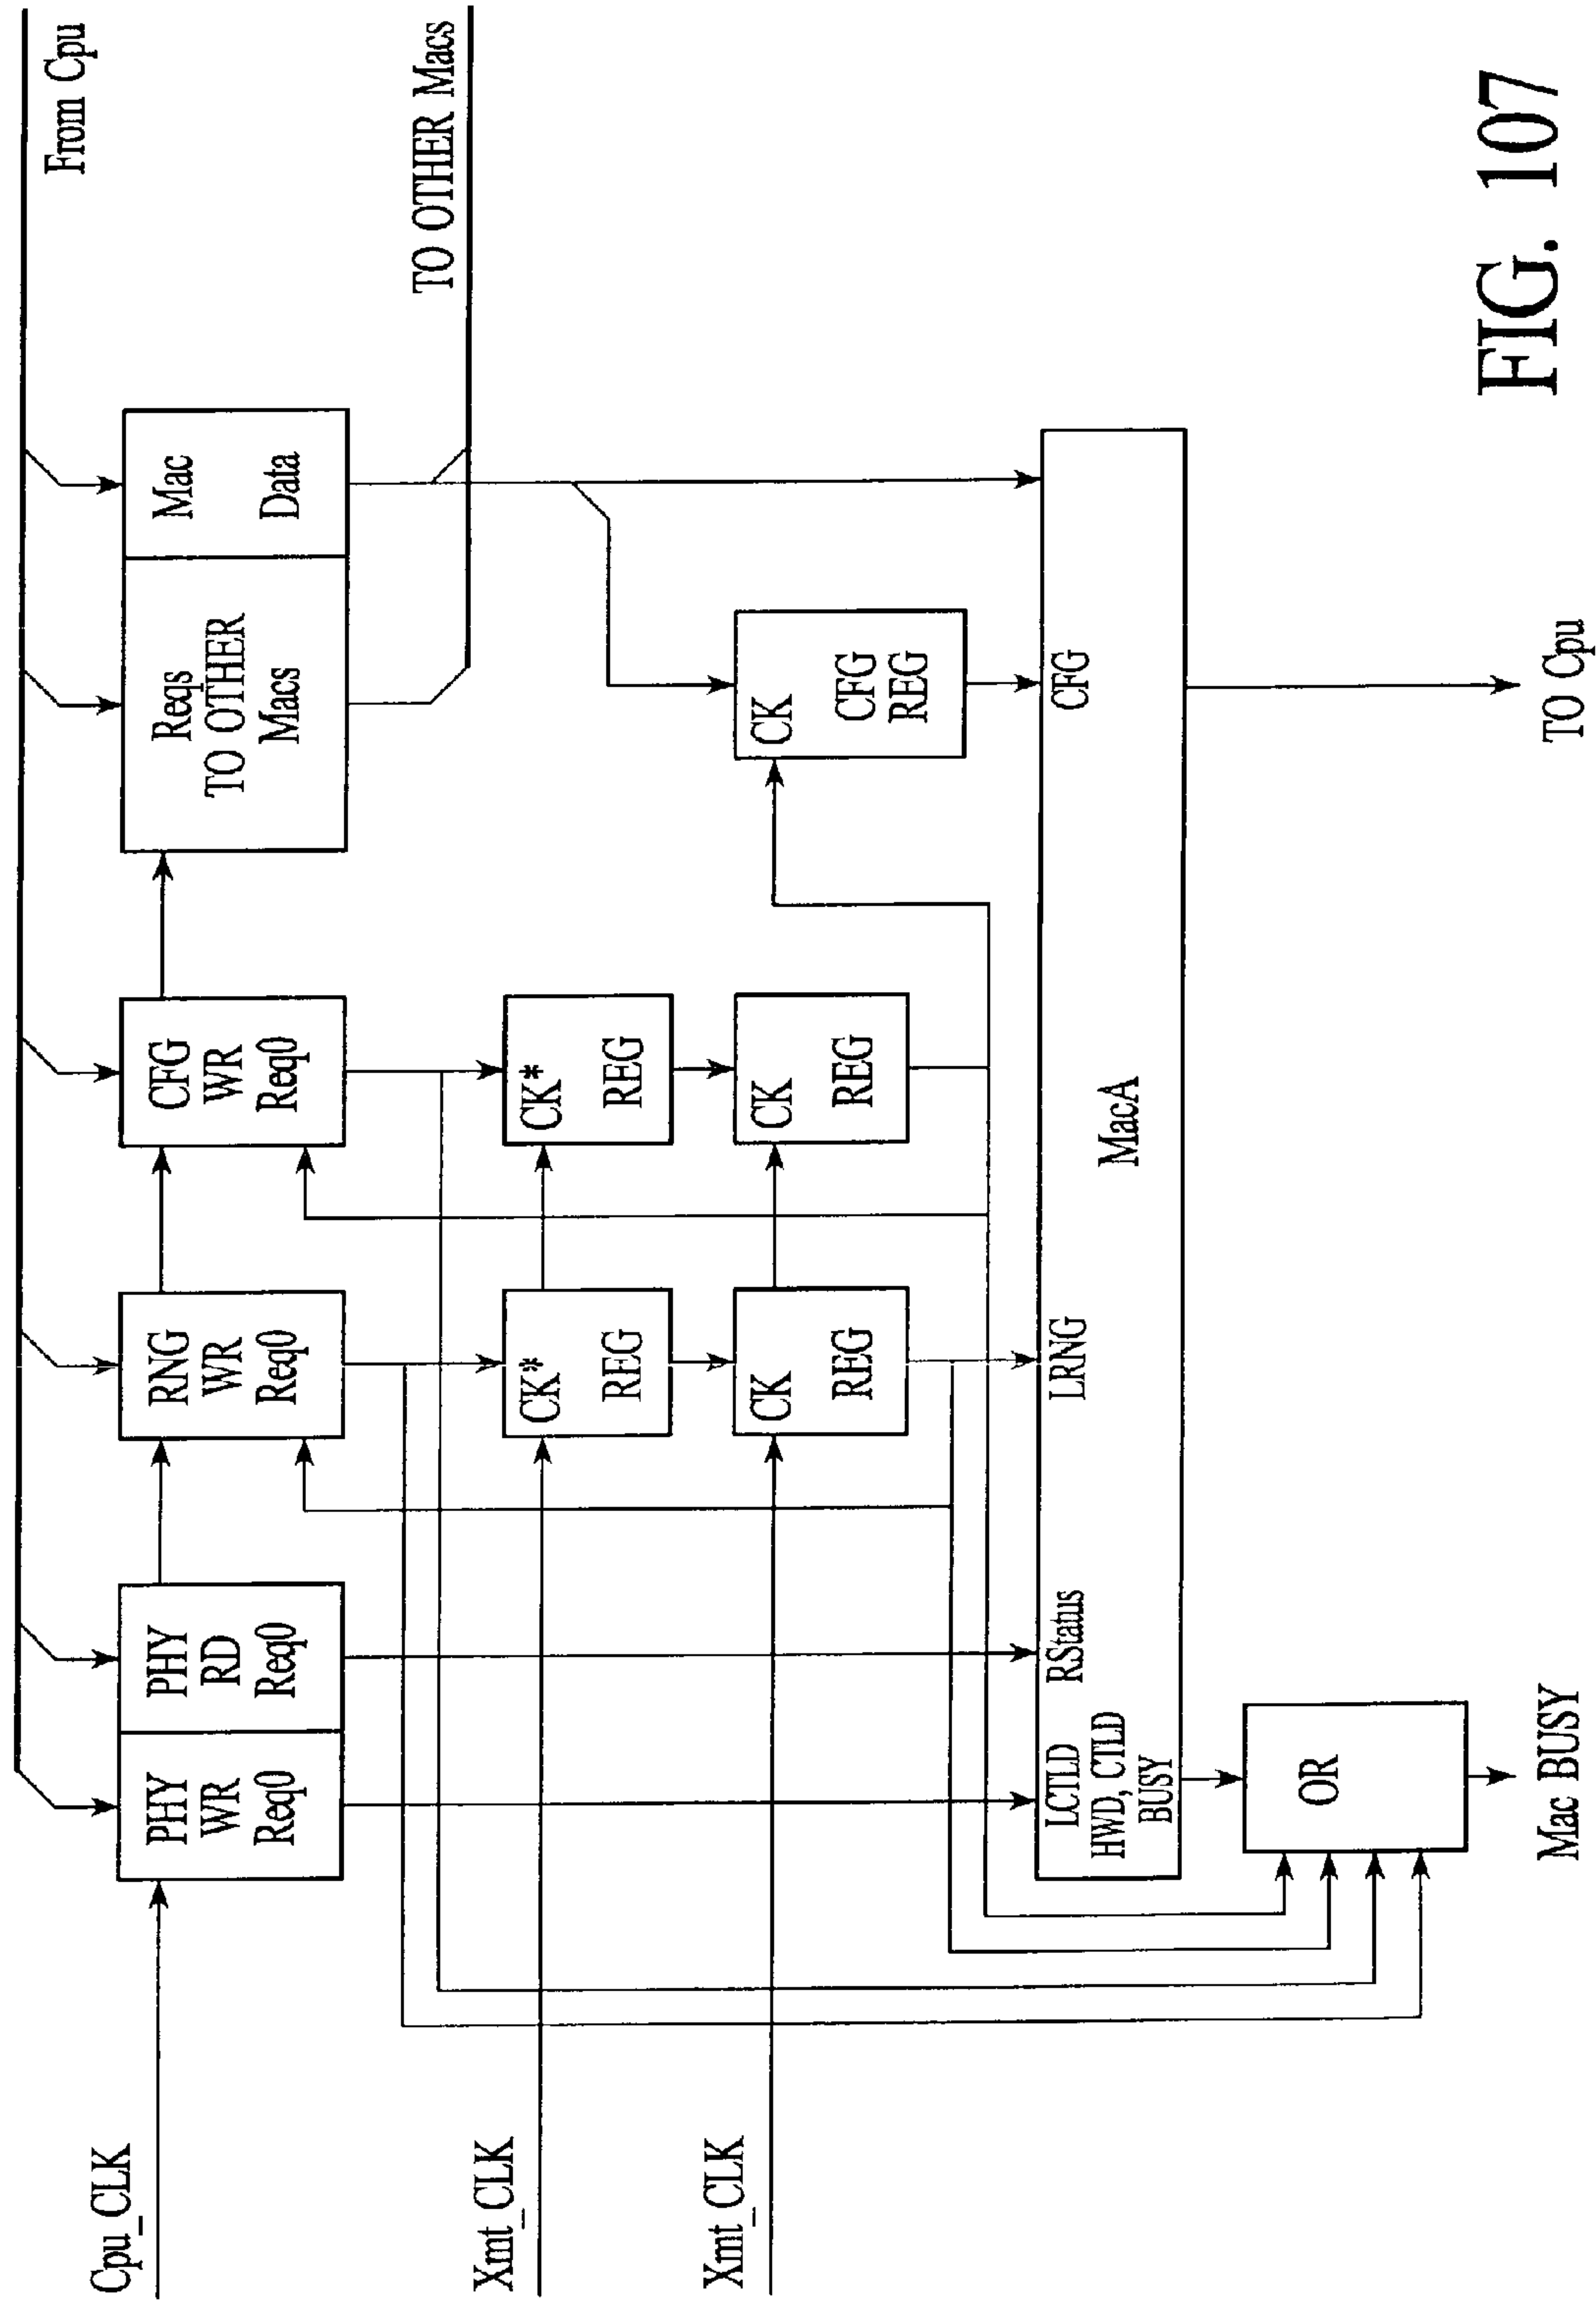 From Cpu
TO OTHER Macs
Cpu_CLK
PHY
WR
Req0
PHY
RD
Req0
RNG
WR
Req0
CFG
WR
Req0
Reqs
TO OTHER
Macs
Mac
Data
Xmt_CLK
CK*
REG
CK*
REG
Xmt_CLK
CK
REG
CK
REG
CK
CFG
REG
LCTLD
HWD, CTLD
BUSY
RStatus
LRNG
CFG
MacA
OR
Mac BUSY
TO Cpu
FIG. 107